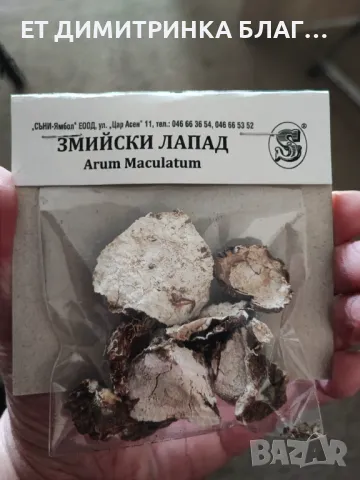 ЕТ ДИМИТРИНКА БЛАГ...
„СЪНИ-Ямбол” ЕООД, ул. „Цар Асен” 11, тел.: 046 66 36 54, 046 66 53 52
ЗМИЙСКИ ЛАПАД
Arum Maculatum
®
BAZAR